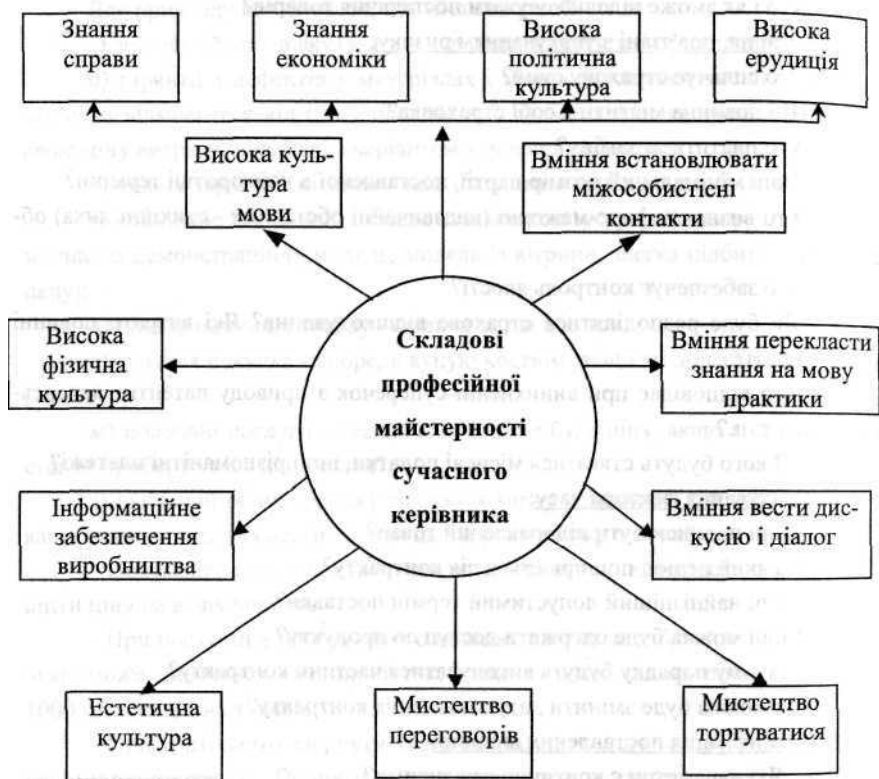 Знання
справи
Знання
економіки
Висока
політична
культура
Висока
ерудиція
Висока куль-
тура
мови
Вміння встановлювати
міжособистісні
контакти
Висока
фізична
культура
Складові
професійної
майстерності
сучасного
керівника
Вміння перекласти
знання на мову
практики
Інформаційне
забезпечення
виробництва
Вміння вести дис-
кусію і діалог
Естетична
культура
Мистецтво
переговорів
Мистецтво
торгуватися